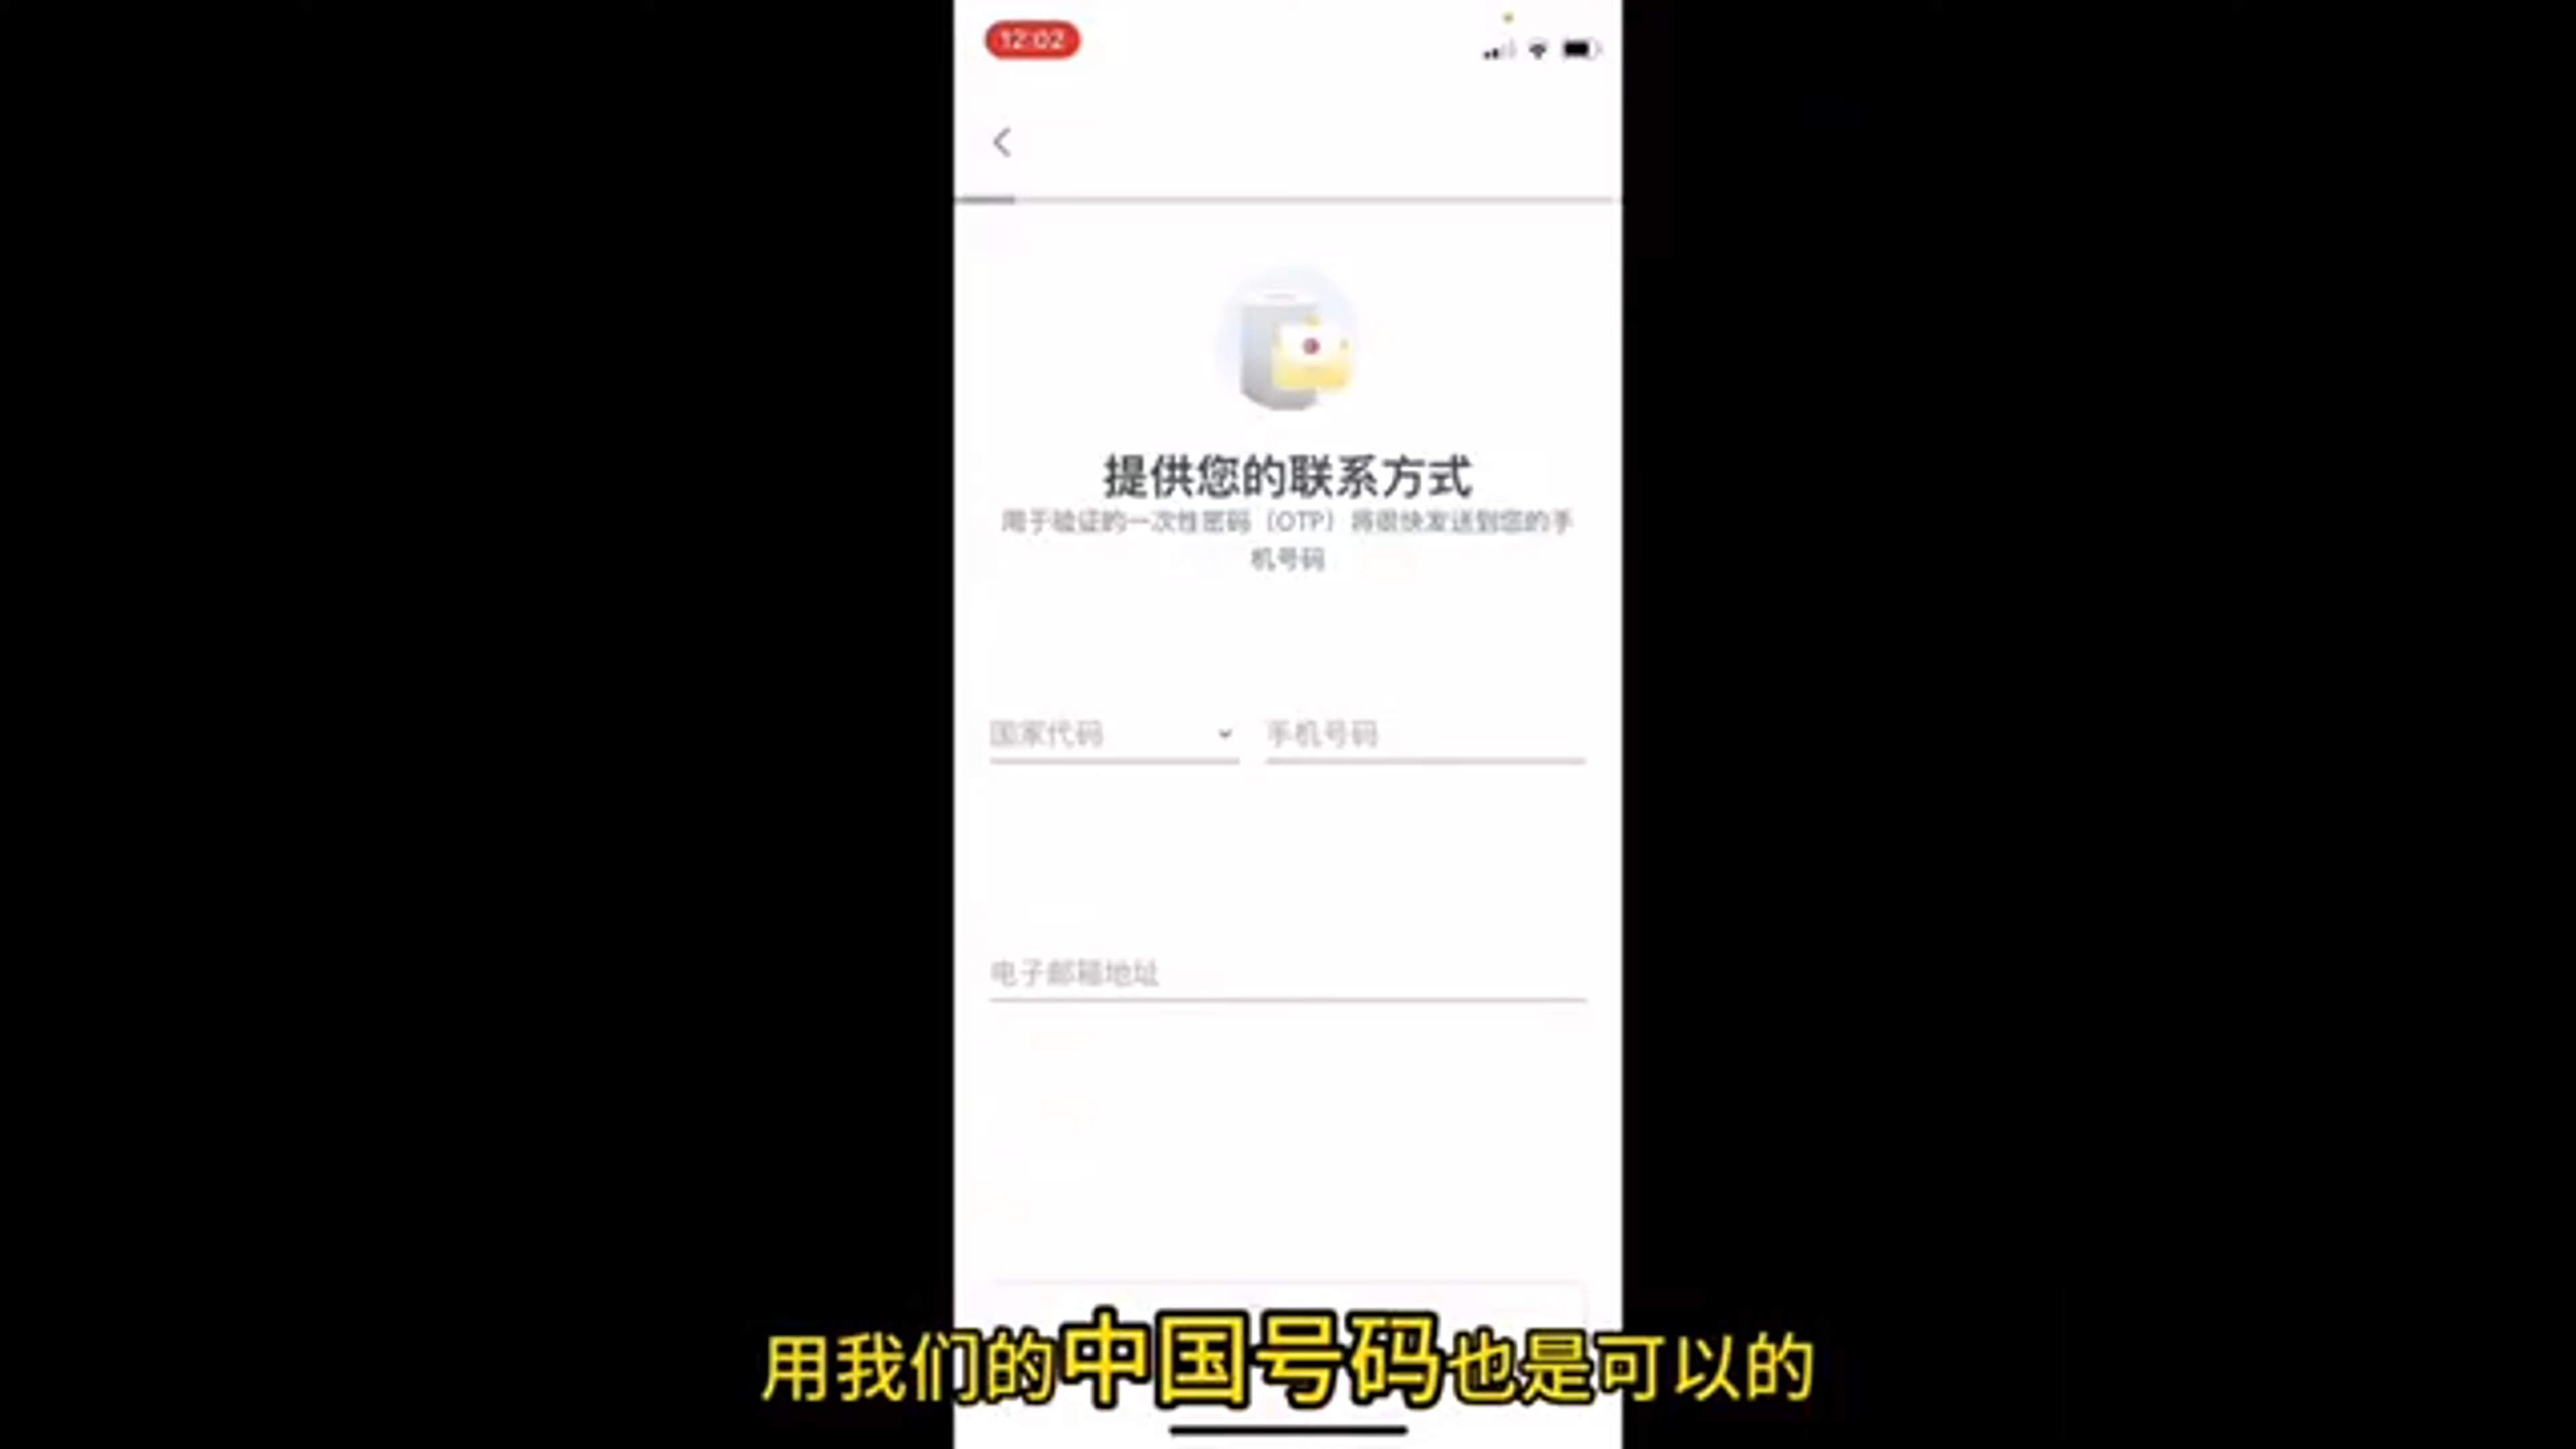 12:02
提供您的联系方式
用于验证的一次性密码（OTP）将很快发送到您的手
机号码
国家代码
手机号码
电子邮箱地址
用我们的中国号码也是可以的